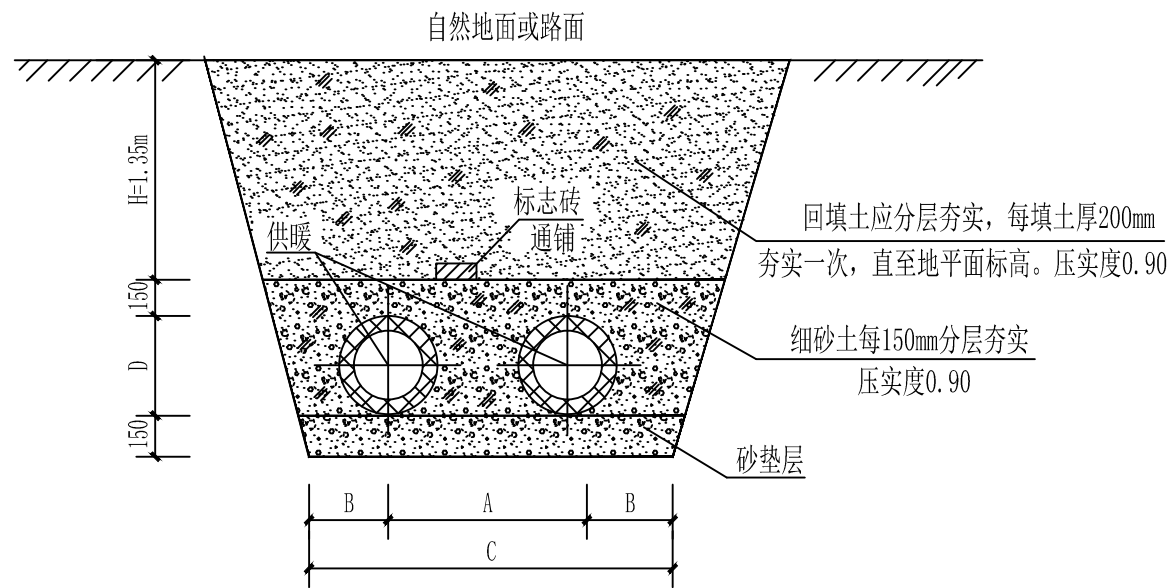 自然地面或路面
H=1.35m
标志砖
通铺
供暖
回填土应分层夯实，每填土厚200mm
夯实一次，直至地平面标高。压实度0.90
150
D
细砂土每150mm分层夯实
压实度0.90
150
砂垫层
B
A
B
C